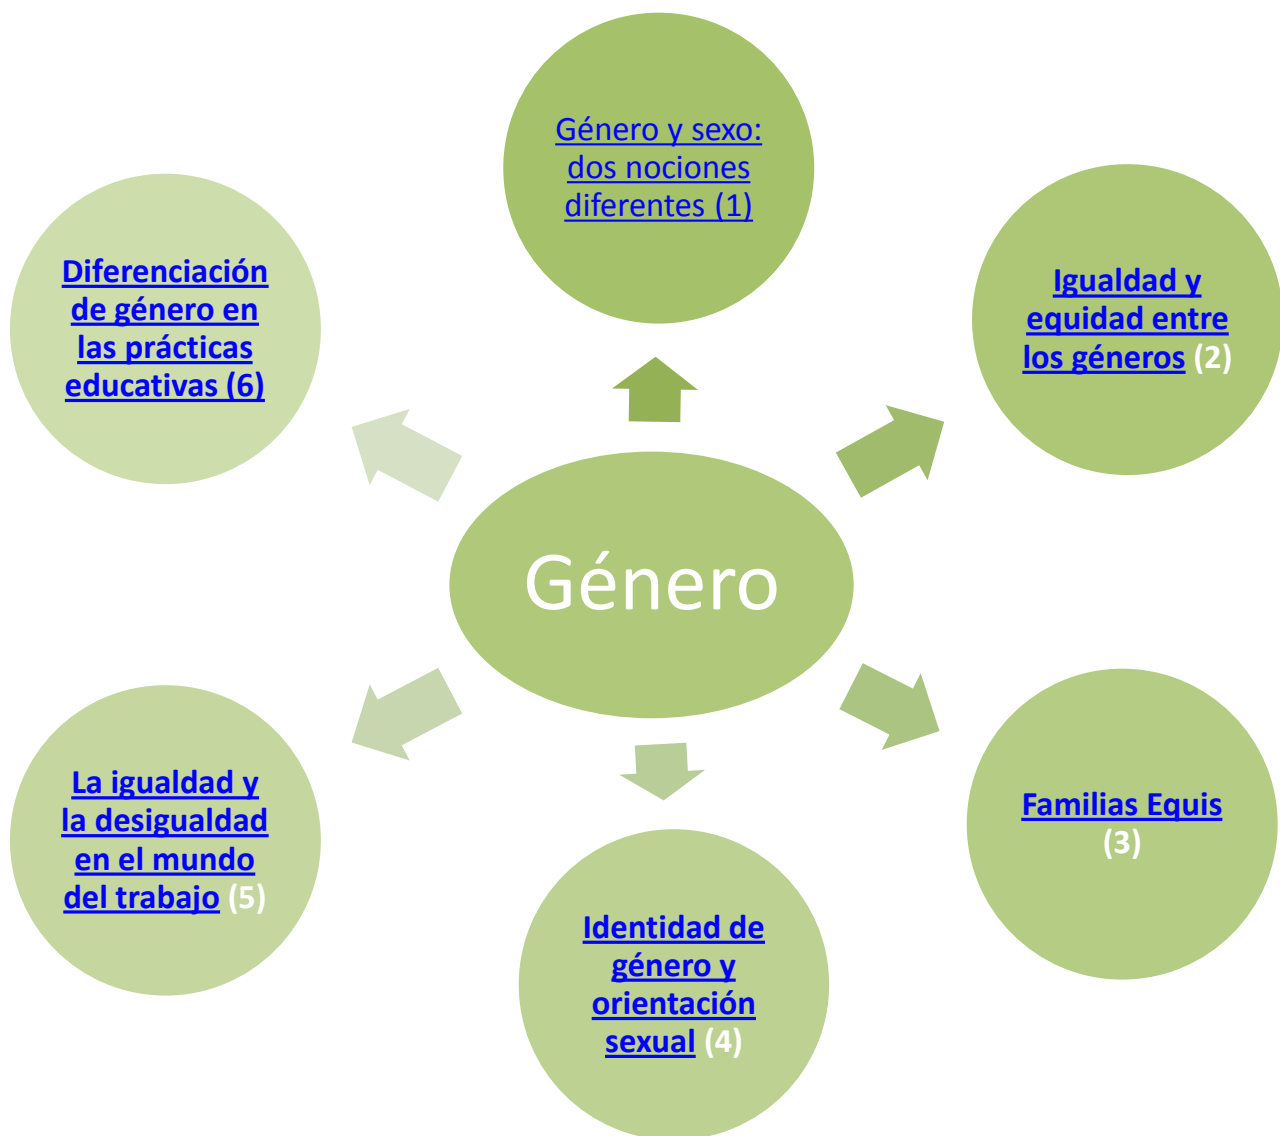 Género y sexo:
dos nociones
diferentes (1)
Igualdad y
equidad entre
los géneros (2)
Familias Equis
(3)
Identidad de
género y
orientación
sexual (4)
La igualdad y
la desigualdad
en el mundo
del trabajo (5)
Diferenciación
de género en
las prácticas
educativas (6)
Género